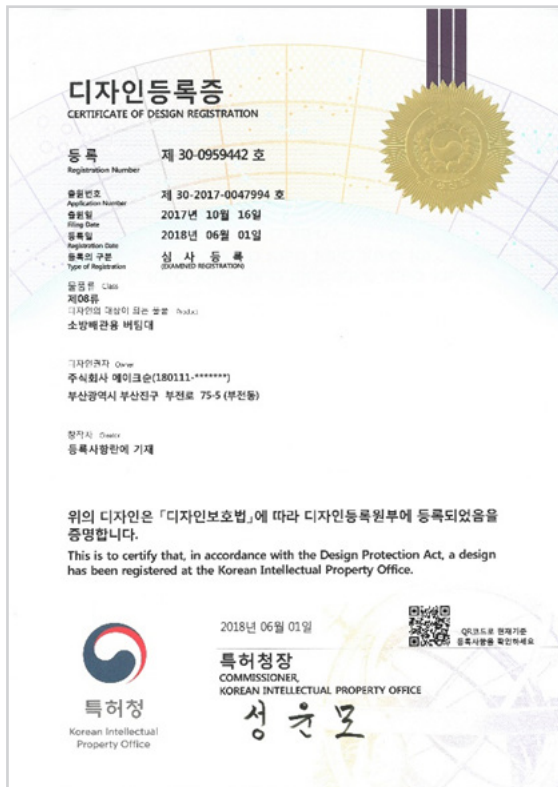 디자인등록증
CERTIFICATE OF DESIGN REGISTRATION
등 록 제 30-0959442 호
Registration Number
출원번호 제 30-2017-0047994 호
Application Number
출원일 2017년 10월 16일
Filing Date
등록일 2018년 06월 01일
Registration Date
등록의 구분 심 사 등 록
Type of Registration (EXAMINED REGISTRATION)
물품류 Class
제08류
디자인의 대상이 되는 물품 Product
소방배관용 버팀대
디자인권자 Owner
주식회사 메이크순(180111-*******)
부산광역시 부산진구 부전로 75-5 (부전동)
창작자 Creator
등록사항란에 기재
위의 디자인은 「디자인보호법」에 따라 디자인등록원부에 등록되었음을
증명합니다.
This is to certify that, in accordance with the Design Protection Act, a design
has been registered at the Korean Intellectual Property Office.
2018년 06월 01일
QR코드로 현재기준
등록사항을 확인하세요
특허청장
COMMISSIONER,
KOREAN INTELLECTUAL PROPERTY OFFICE
성윤모
특허청
Korean Intellectual
Property Office